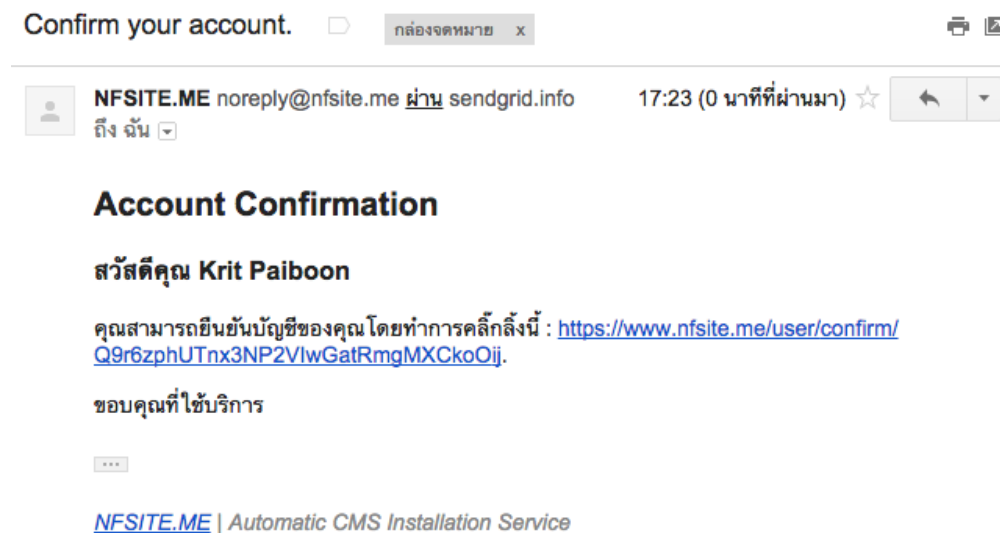 Confirm your account.
กล่องจดหมาย x
NFSITE.ME noreply@nfsite.me ผ่าน sendgrid.info 17:23 (0 นาทีที่ผ่านมา)
ถึง ฉัน
Account Confirmation
สวัสดีคุณ Krit Paiboon
คุณสามารถยืนยันบัญชีของคุณโดยทำการคลิ๊กลิ้งนี้ : https://www.nfsite.me/user/confirm/
Q9r6zphUTnx3NP2VIwGatRmgMXCkoOij.
ขอบคุณที่ใช้บริการ
NFSITE.ME | Automatic CMS Installation Service